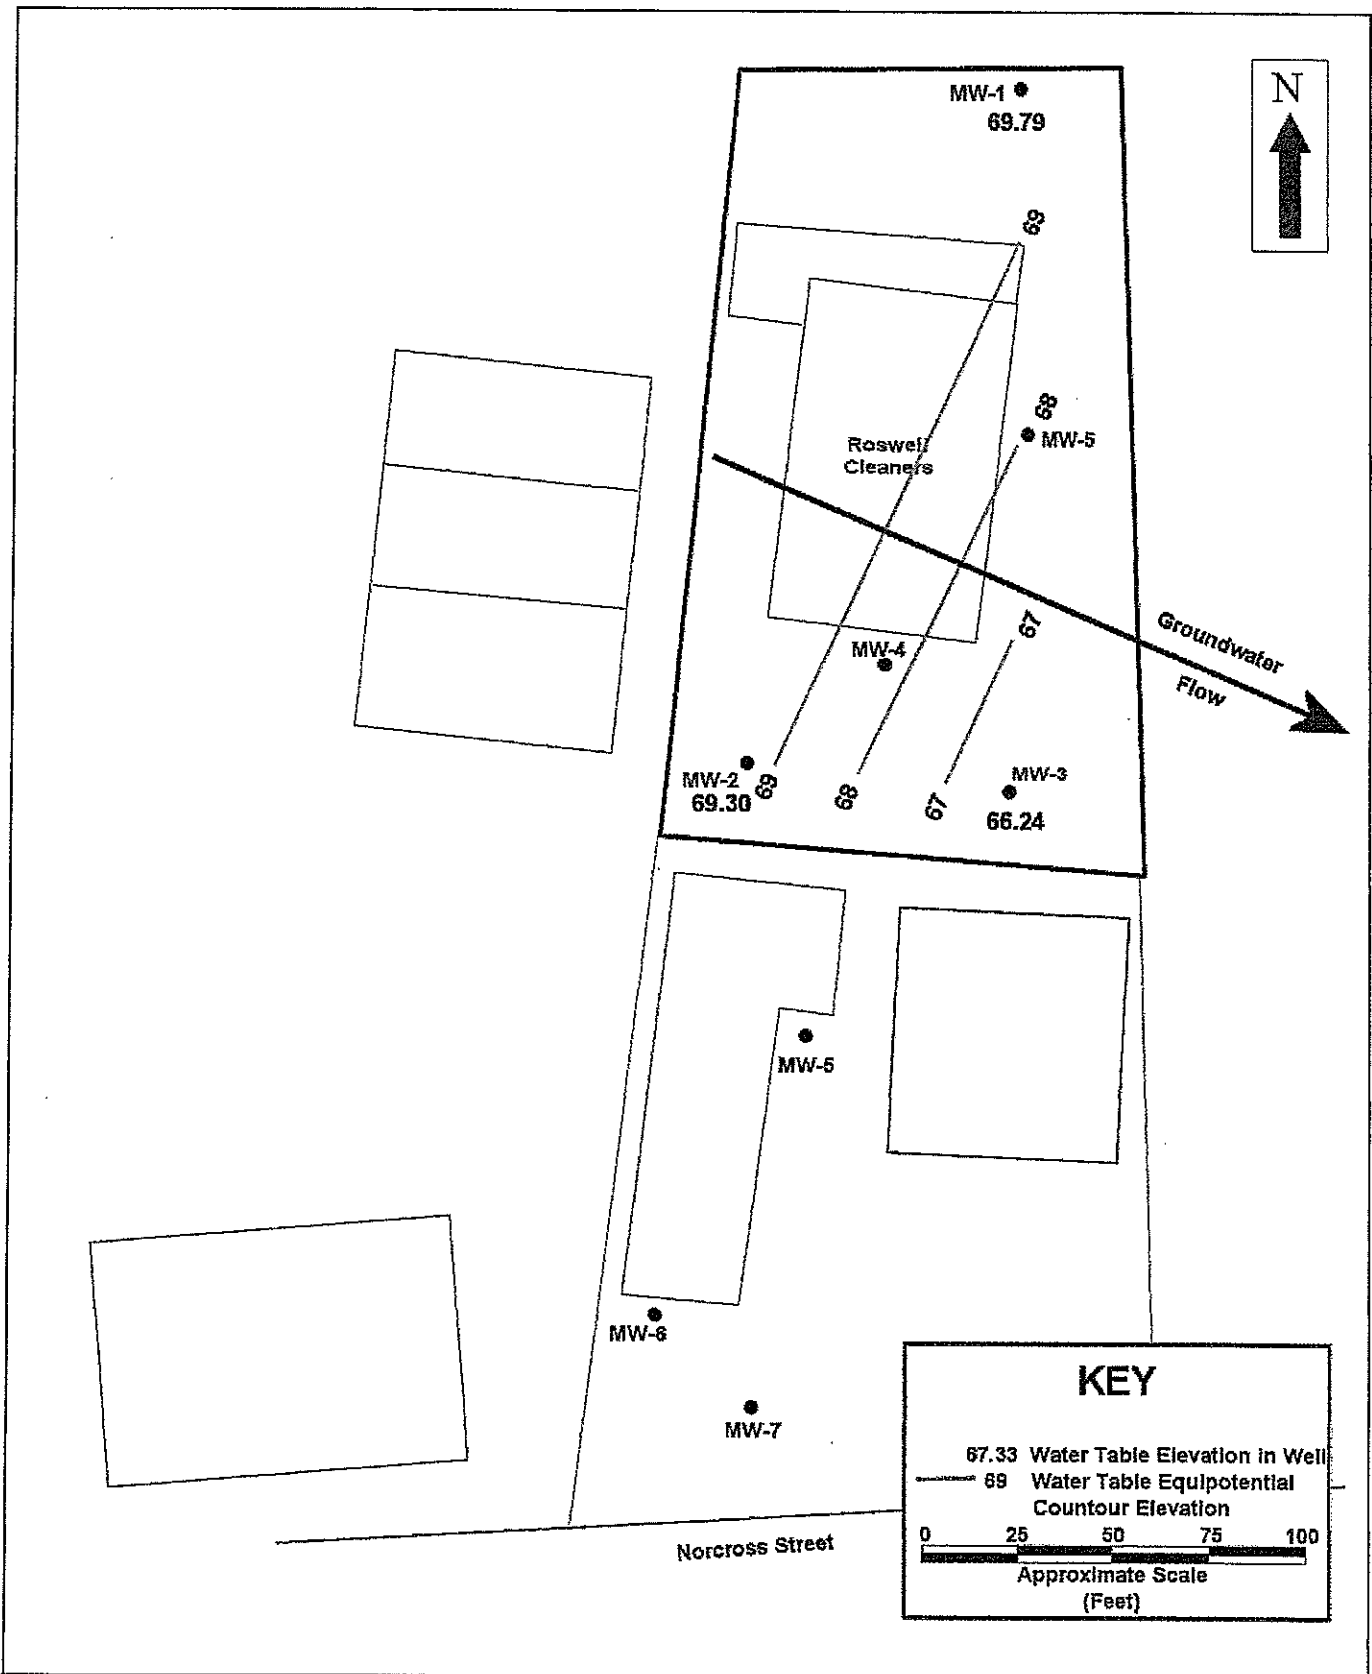 N
MW-1
69.79
69
68
MW-5
Roswell
Cleaners
67
Groundwater
Flow
MW-4
MW-2
69.30
69
68
67
MW-3
66.24
MW-5
MW-6
MW-7
Norcross Street
KEY
67.33 Water Table Elevation in Well
69 Water Table Equipotential
Countour Elevation
0 25 50 75 100
Approximate Scale
(Feet)